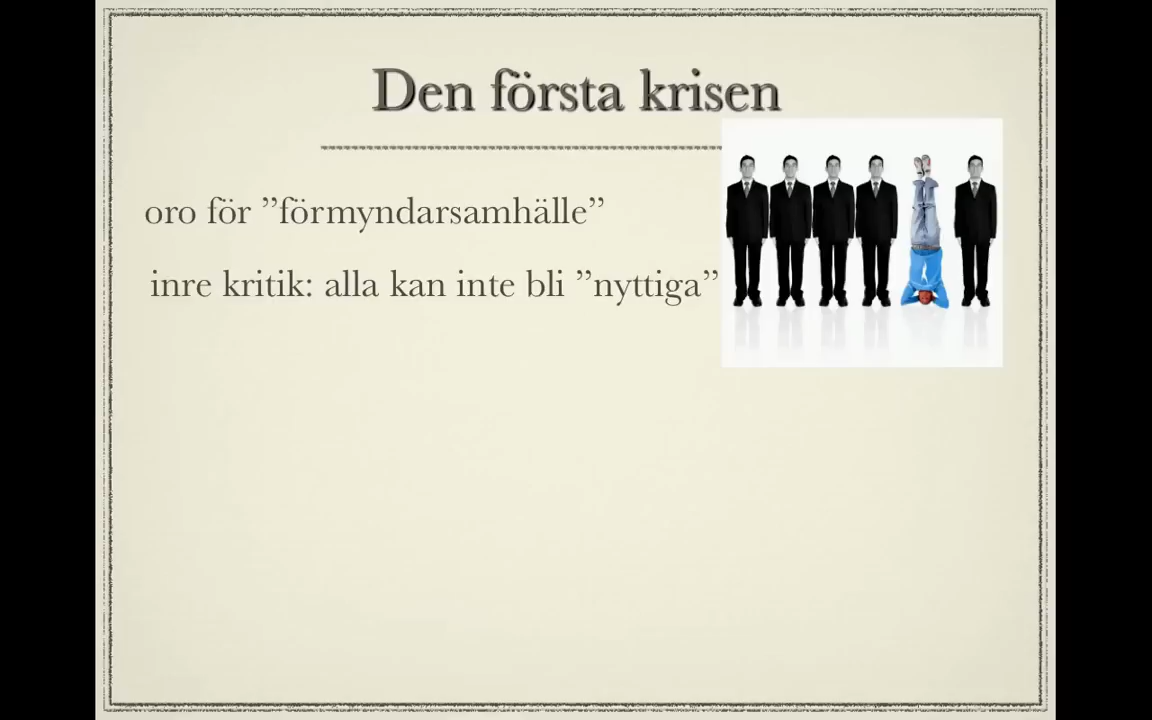 Den första krisen
oro för ”förmyndarsamhälle”
inre kritik: alla kan inte bli ”nyttiga”